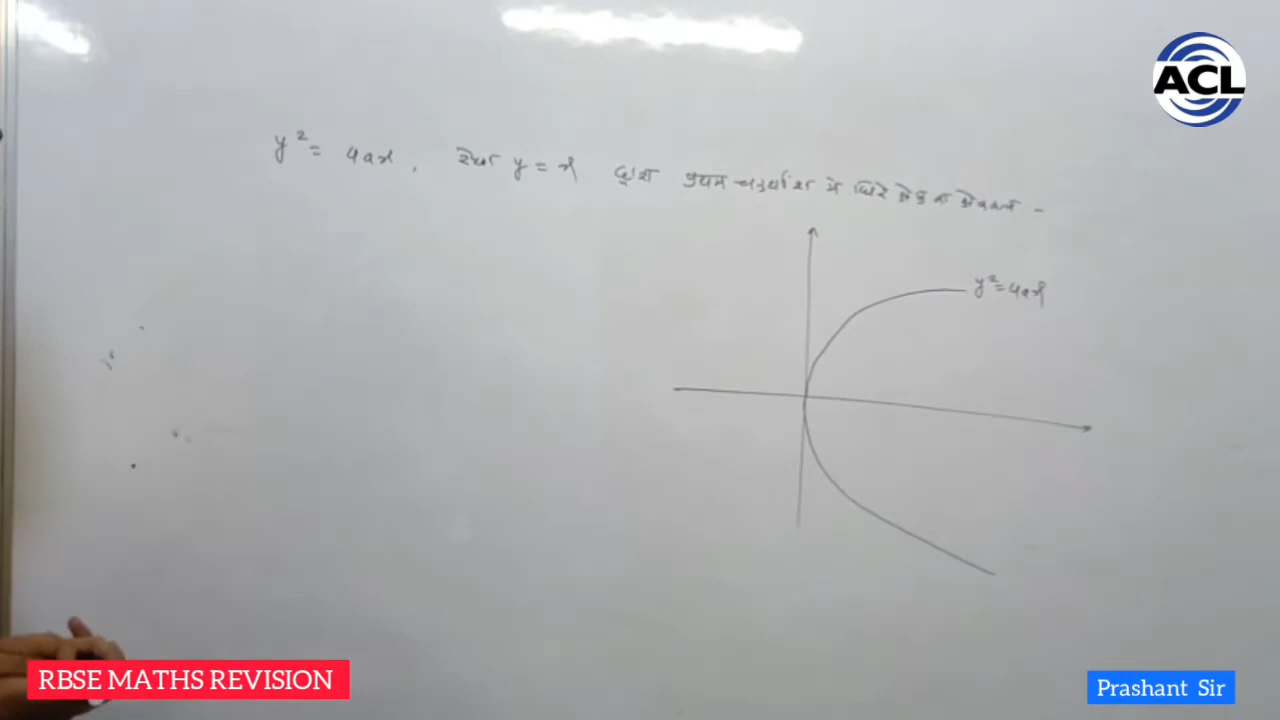 ACL
y² = 4ax, रेखा y = x द्वारा प्रथम चतुर्थांश में घिरे क्षेत्र का क्षेत्रफल -
y² = 4ax
RBSE MATHS REVISION
Prashant Sir